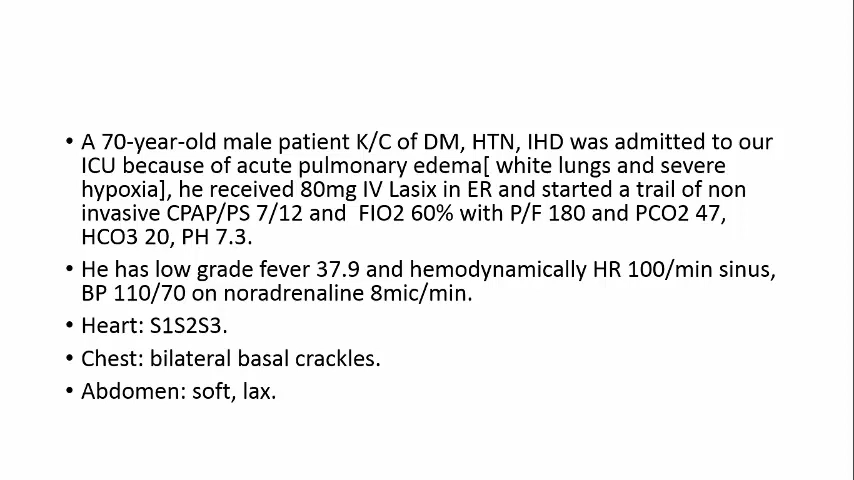 • A 70-year-old male patient K/C of DM, HTN, IHD was admitted to our
ICU because of acute pulmonary edema[ white lungs and severe
hypoxia], he received 80mg IV Lasix in ER and started a trail of non
invasive CPAP/PS 7/12 and  FIO2 60% with P/F 180 and PCO2 47,
HCO3 20, PH 7.3.
• He has low grade fever 37.9 and hemodynamically HR 100/min sinus,
BP 110/70 on noradrenaline 8mic/min.
• Heart: S1S2S3.
• Chest: bilateral basal crackles.
• Abdomen: soft, lax.